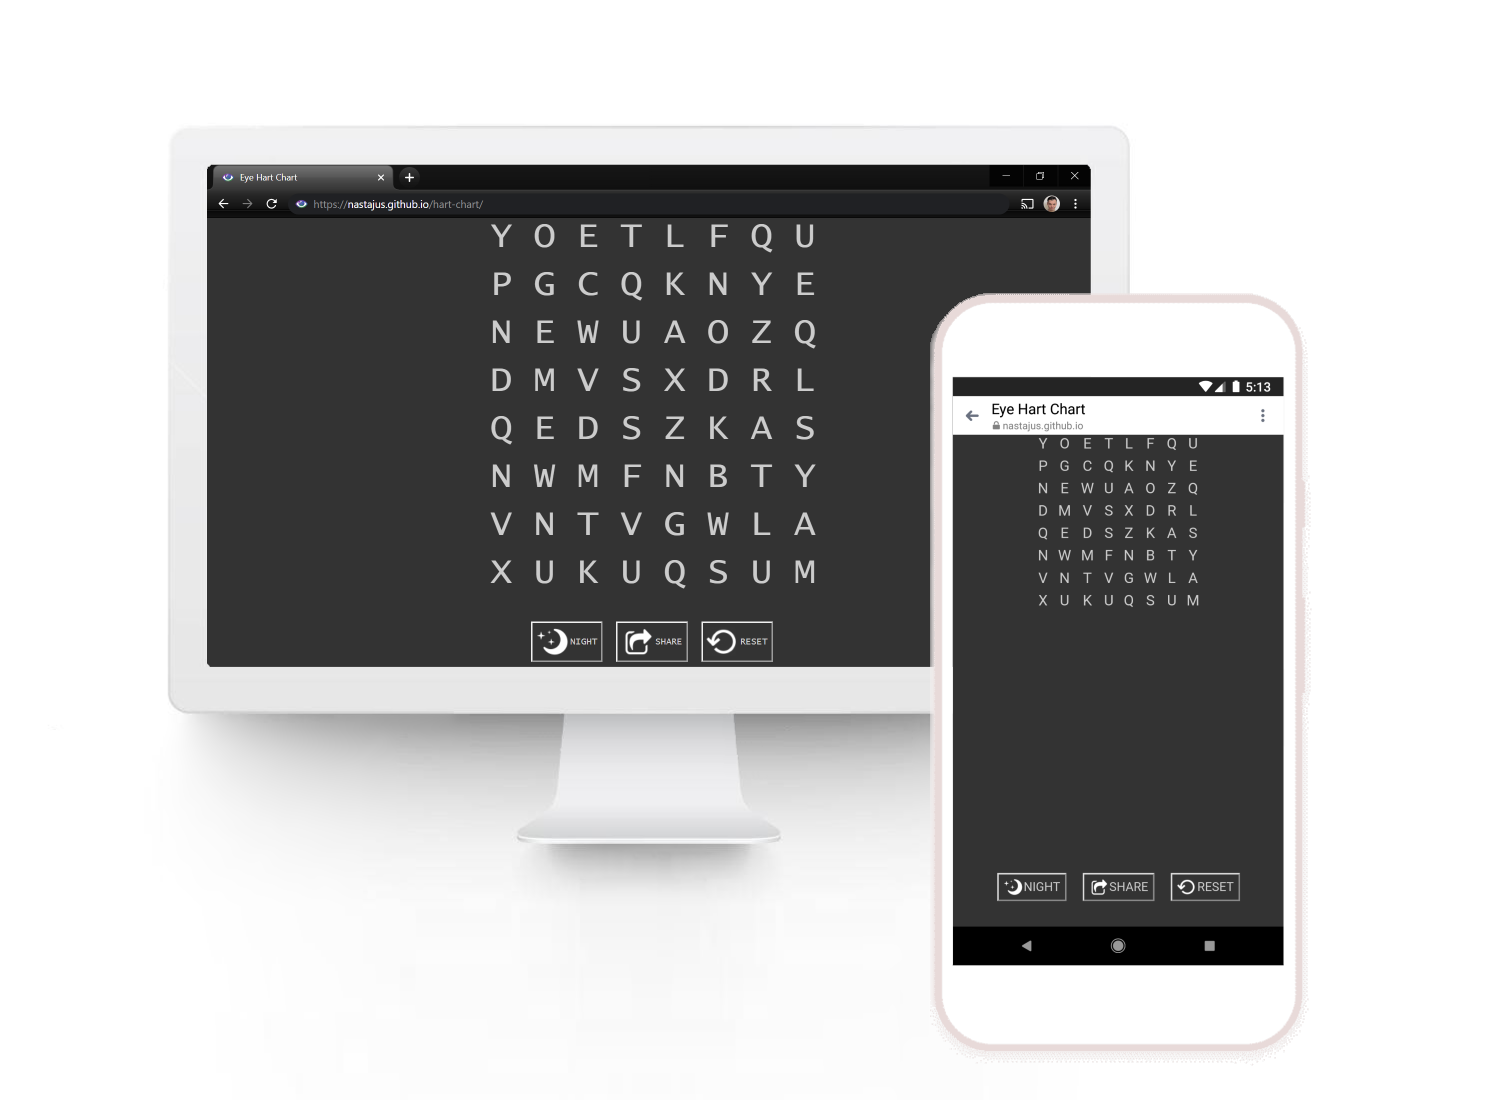 Eye Hart Chart
https://nastajus.github.io/hart-chart/
Y O E T L F Q U
P G C Q K N Y E
N E W U A O Z Q
D M V S X D R L
Q E D S Z K A S
N W M F N B T Y
V N T V G W L A
X U K U Q S U M
NIGHT SHARE RESET
5:13
Eye Hart Chart
nastajus.github.io
Y O E T L F Q U
P G C Q K N Y E
N E W U A O Z Q
D M V S X D R L
Q E D S Z K A S
N W M F N B T Y
V N T V G W L A
X U K U Q S U M
NIGHT SHARE RESET